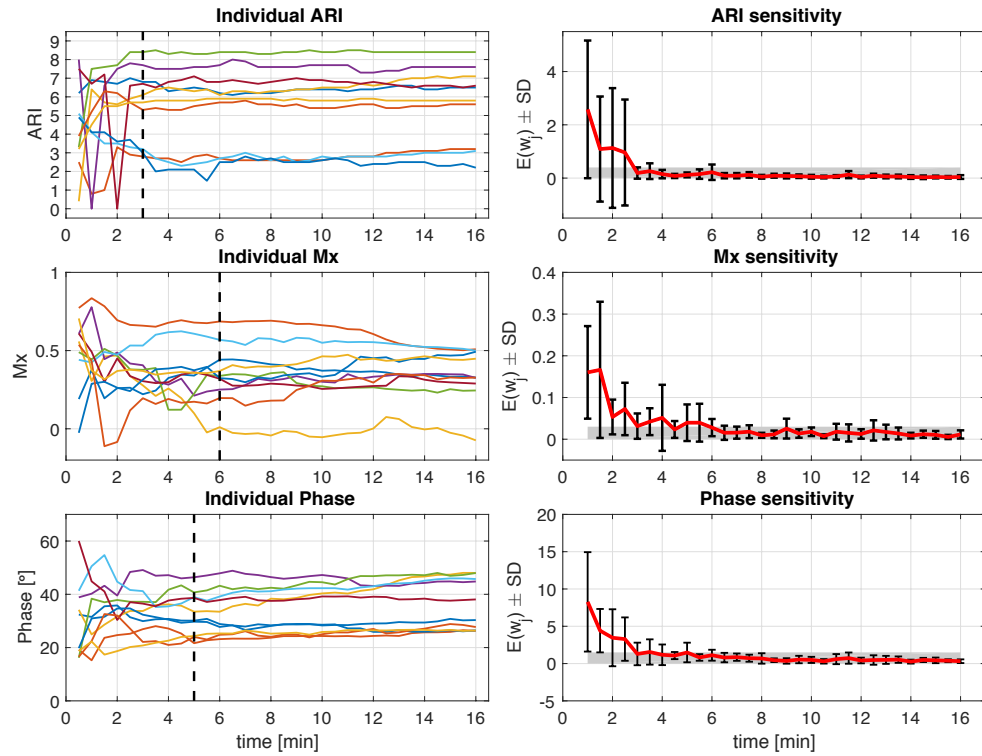 Individual ARI
ARI
9
8
7
6
5
4
3
2
1
0
0 2 4 6 8 10 12 14 16
ARI sensitivity
E(w_j) ± SD
4
2
0
0 2 4 6 8 10 12 14 16
Individual Mx
Mx
1
0.5
0
0 2 4 6 8 10 12 14 16
Mx sensitivity
E(w_j) ± SD
0.4
0.3
0.2
0.1
0
0 2 4 6 8 10 12 14 16
Individual Phase
Phase [°]
60
40
20
0
0 2 4 6 8 10 12 14 16
time [min]
Phase sensitivity
E(w_j) ± SD
20
15
10
5
0
-5
0 2 4 6 8 10 12 14 16
time [min]